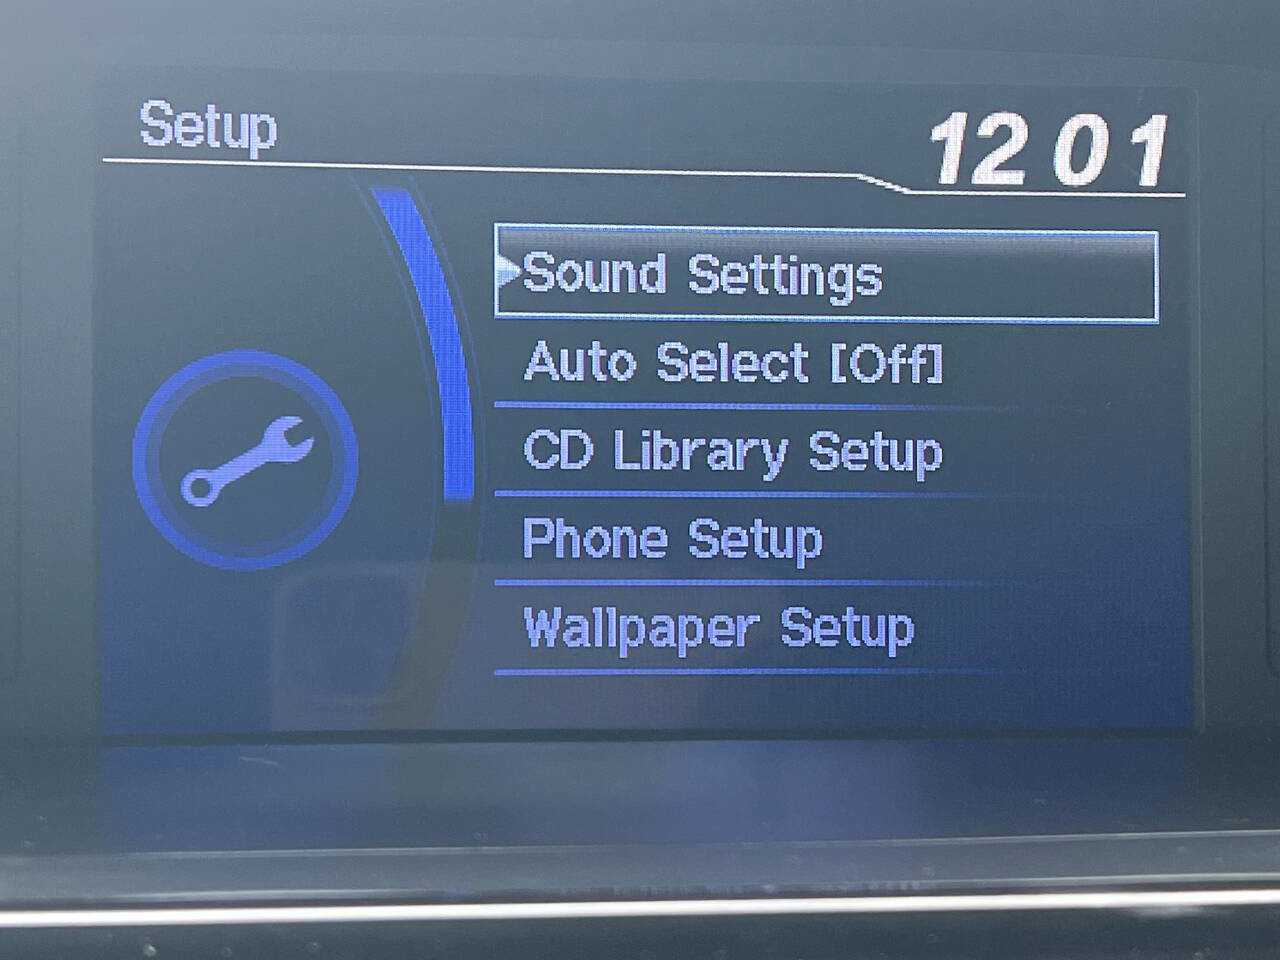 Setup
12 01
Sound Settings
Auto Select [Off]
CD Library Setup
Phone Setup
Wallpaper Setup